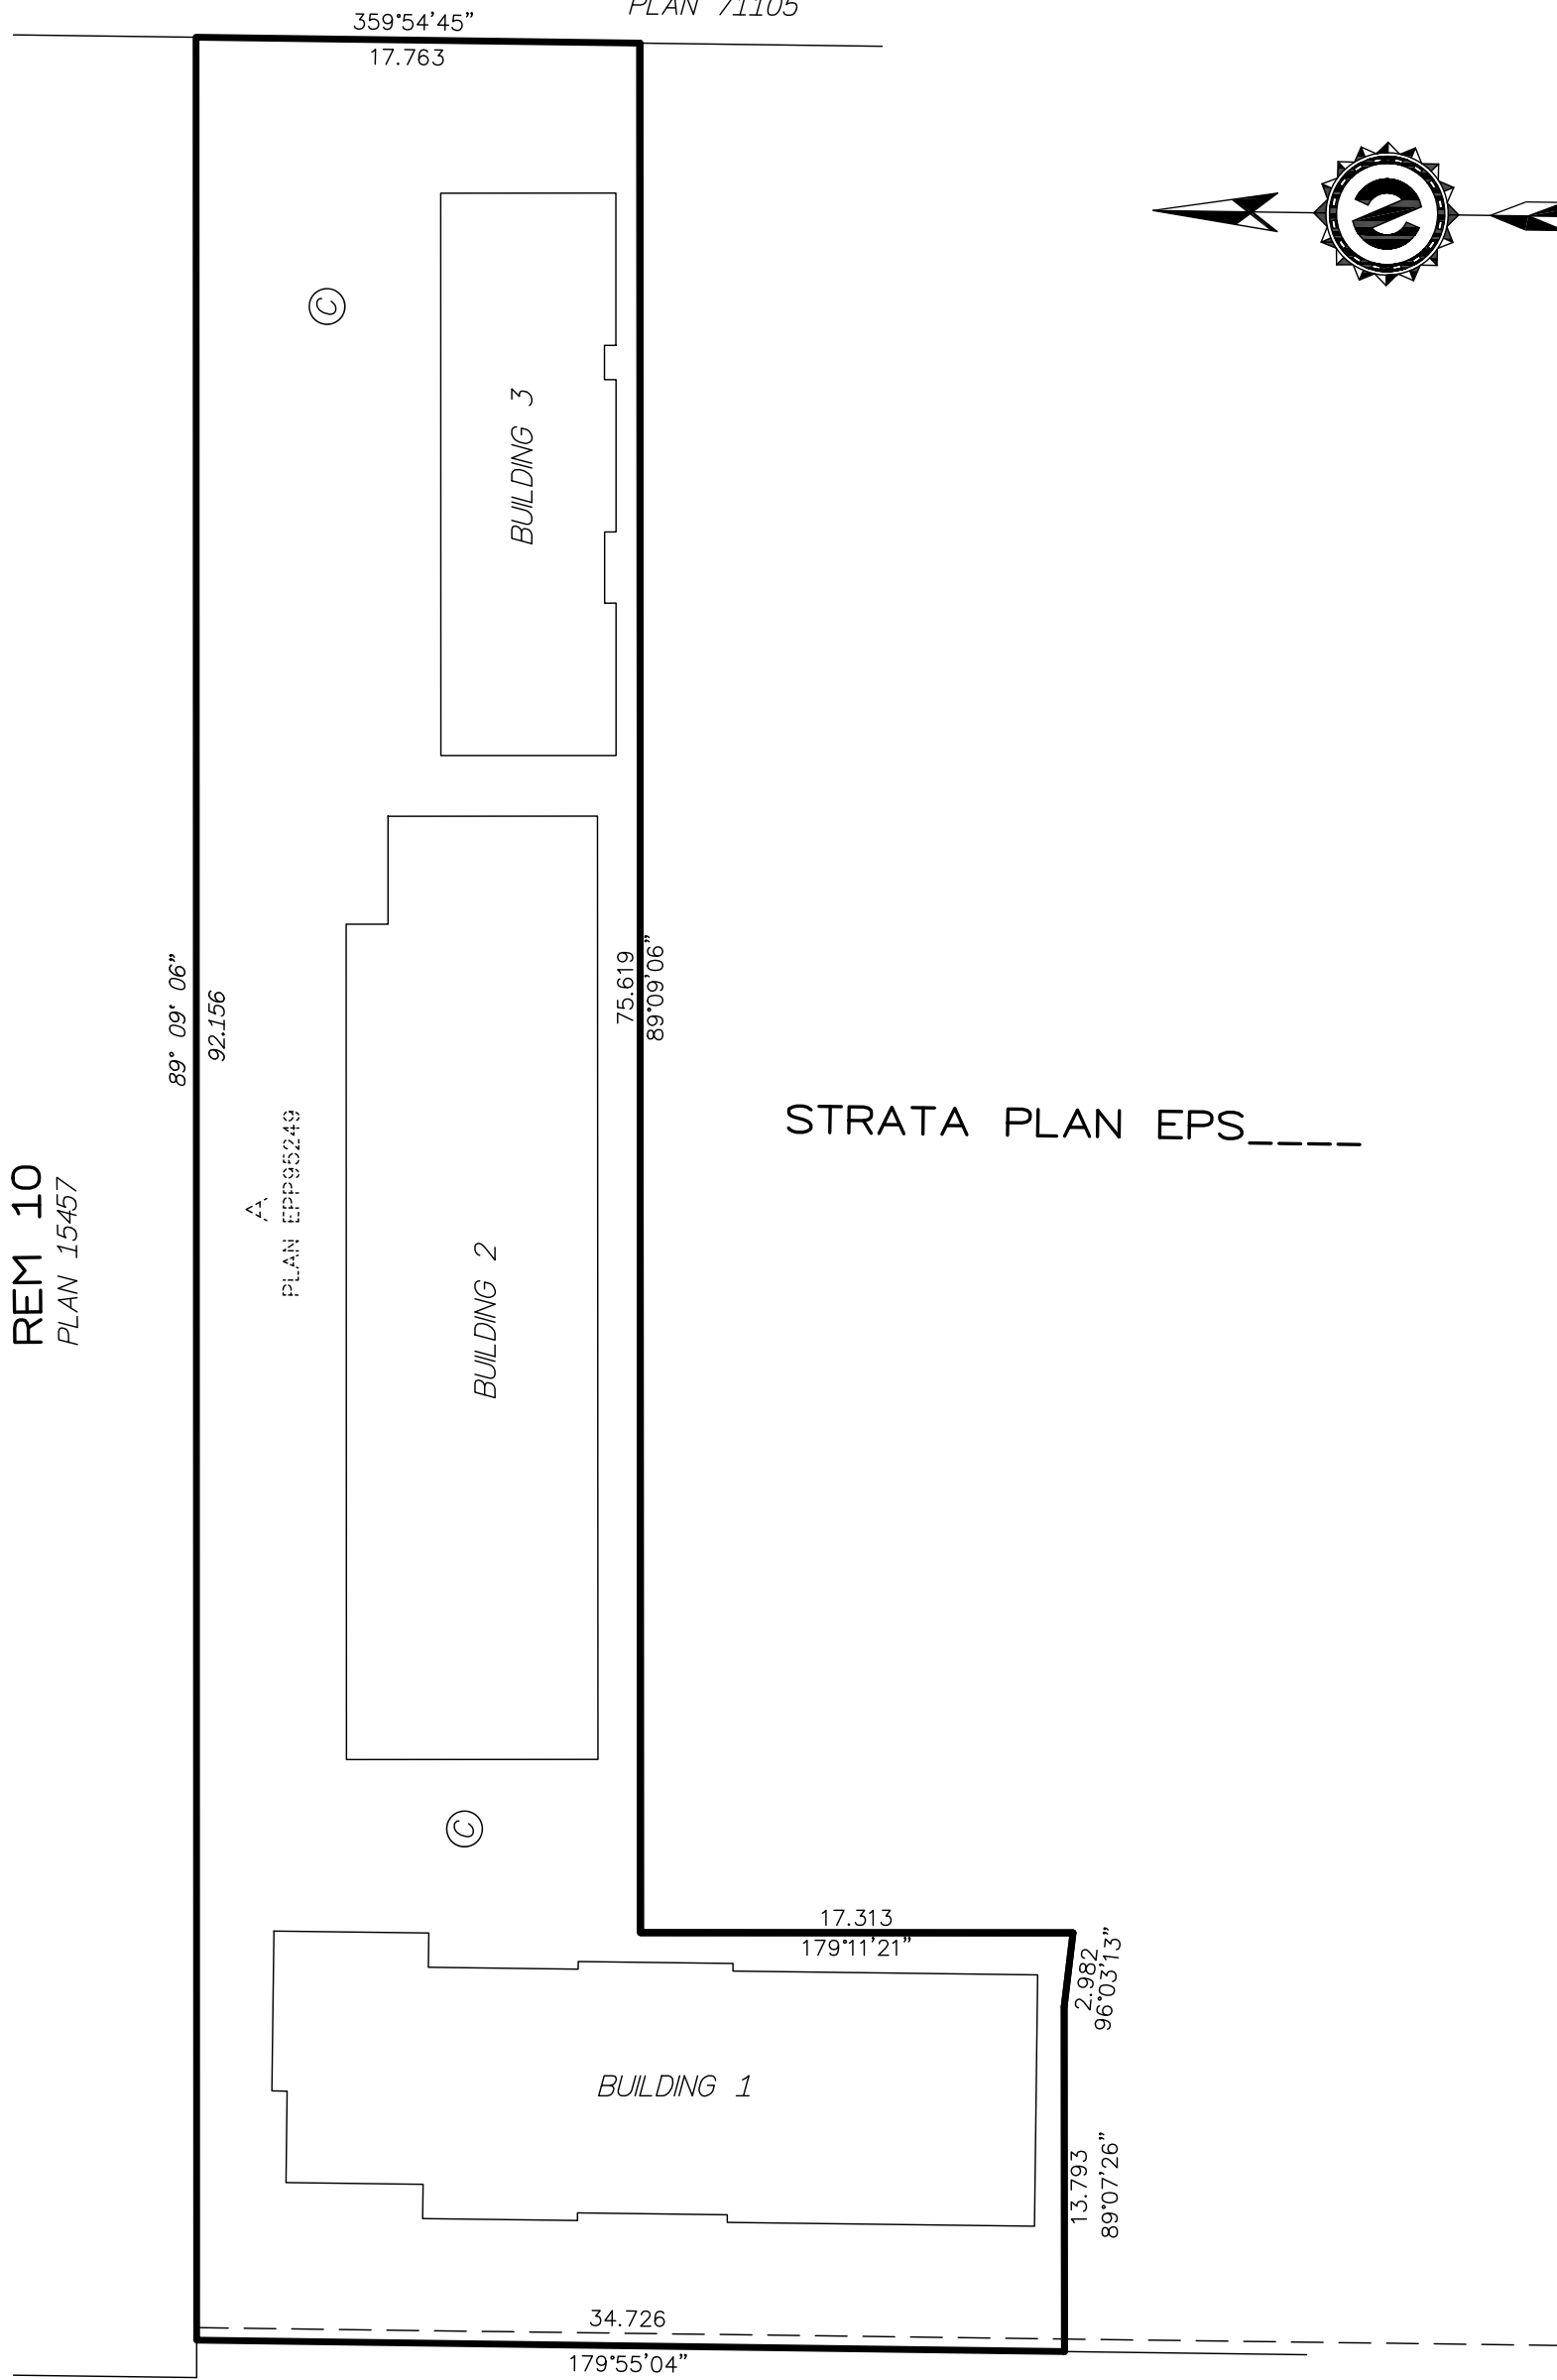 PLAN 71105
359°54'45"
17.763
C
BUILDING 3
89° 09' 06"
92.156
75.619
89°09'06"
STRATA PLAN EPS____
REM 10
PLAN 15457
A
PLAN EPP95249
BUILDING 2
C
17.313
179°11'21"
2.982
96°03'13"
BUILDING 1
13.793
89°07'26"
34.726
179°55'04"